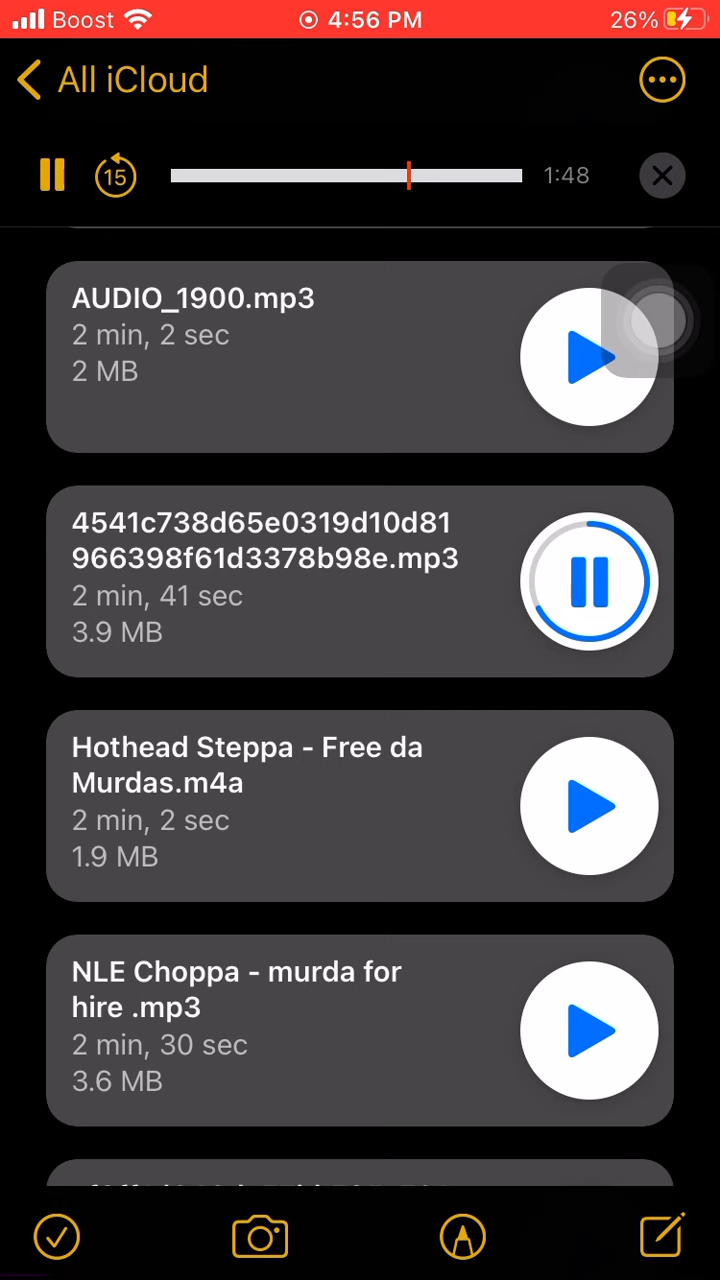 Boost 4:56 PM 26%
All iCloud
15 1:48
AUDIO_1900.mp3
2 min, 2 sec
2 MB
4541c738d65e0319d10d81
966398f61d3378b98e.mp3
2 min, 41 sec
3.9 MB
Hothead Steppa - Free da
Murdas.m4a
2 min, 2 sec
1.9 MB
NLE Choppa - murda for
hire .mp3
2 min, 30 sec
3.6 MB